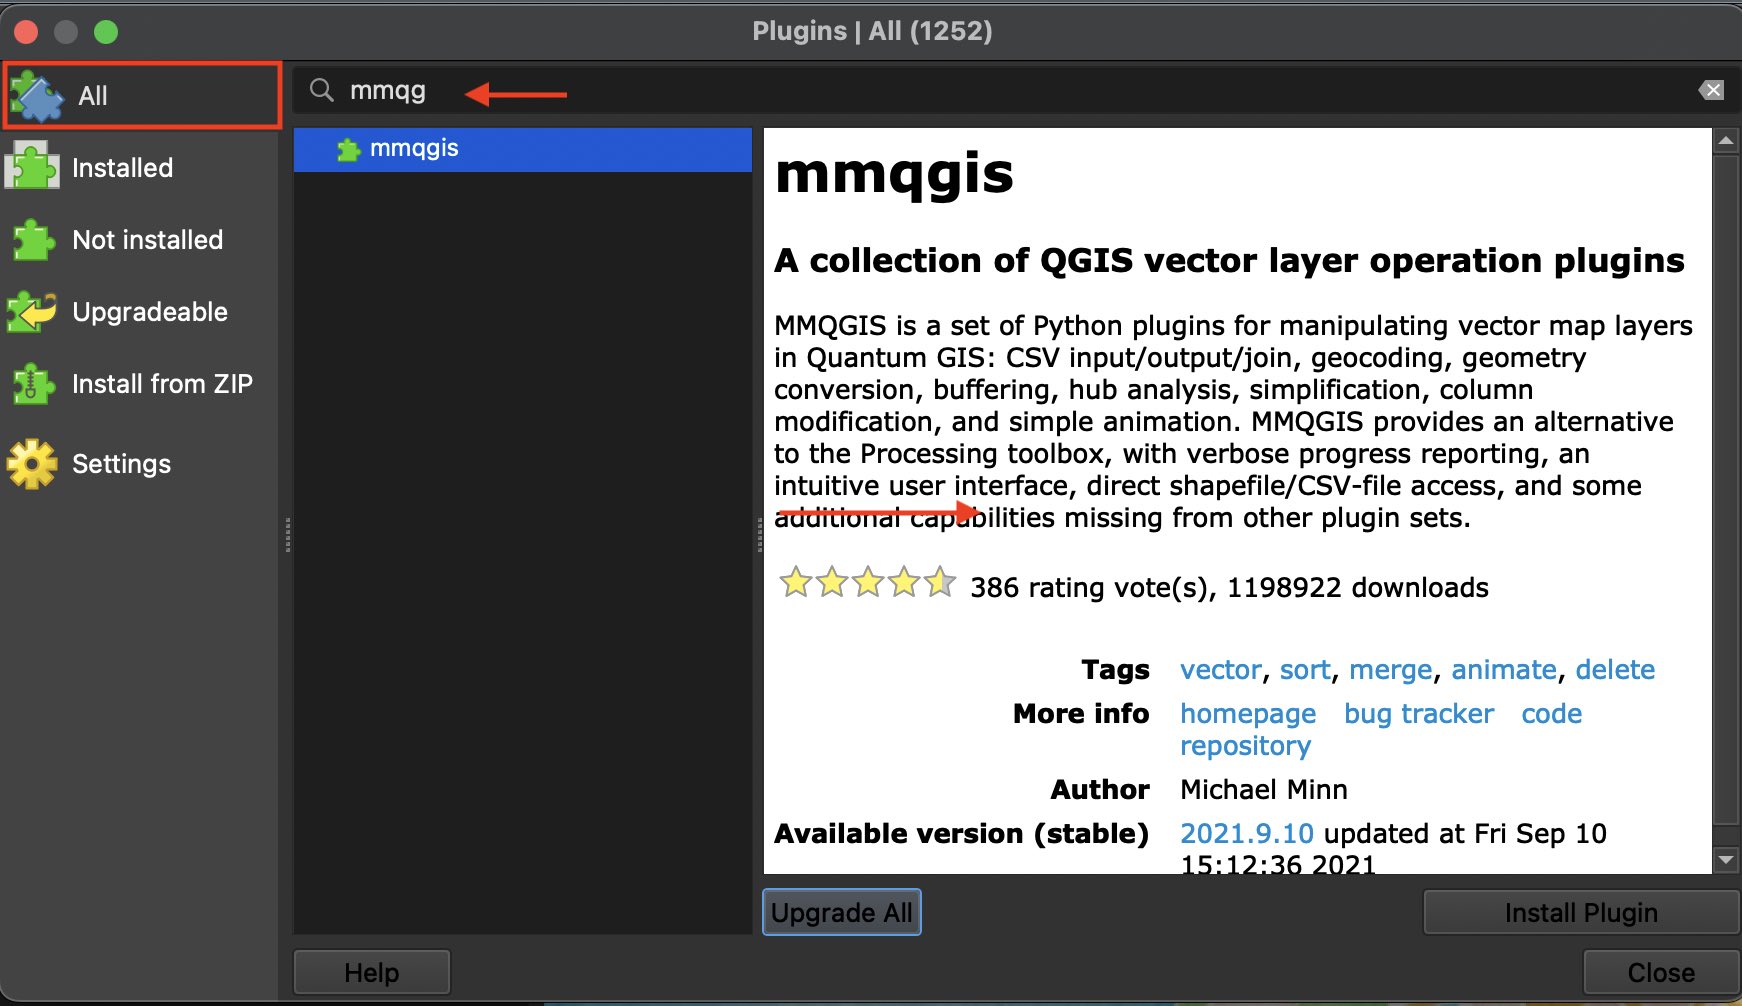 Plugins | All (1252)
All
Installed
Not installed
Upgradeable
Install from ZIP
Settings
mmqg
mmqgis
mmqgis
A collection of QGIS vector layer operation plugins
MMQGIS is a set of Python plugins for manipulating vector map layers
in Quantum GIS: CSV input/output/join, geocoding, geometry
conversion, buffering, hub analysis, simplification, column
modification, and simple animation. MMQGIS provides an alternative
to the Processing toolbox, with verbose progress reporting, an
intuitive user interface, direct shapefile/CSV-file access, and some
additional capabilities missing from other plugin sets.
386 rating vote(s), 1198922 downloads
Tags vector, sort, merge, animate, delete
More info homepage bug tracker code
repository
Author Michael Minn
Available version (stable) 2021.9.10 updated at Fri Sep 10
15:12:36 2021
Upgrade All
Install Plugin
Help
Close